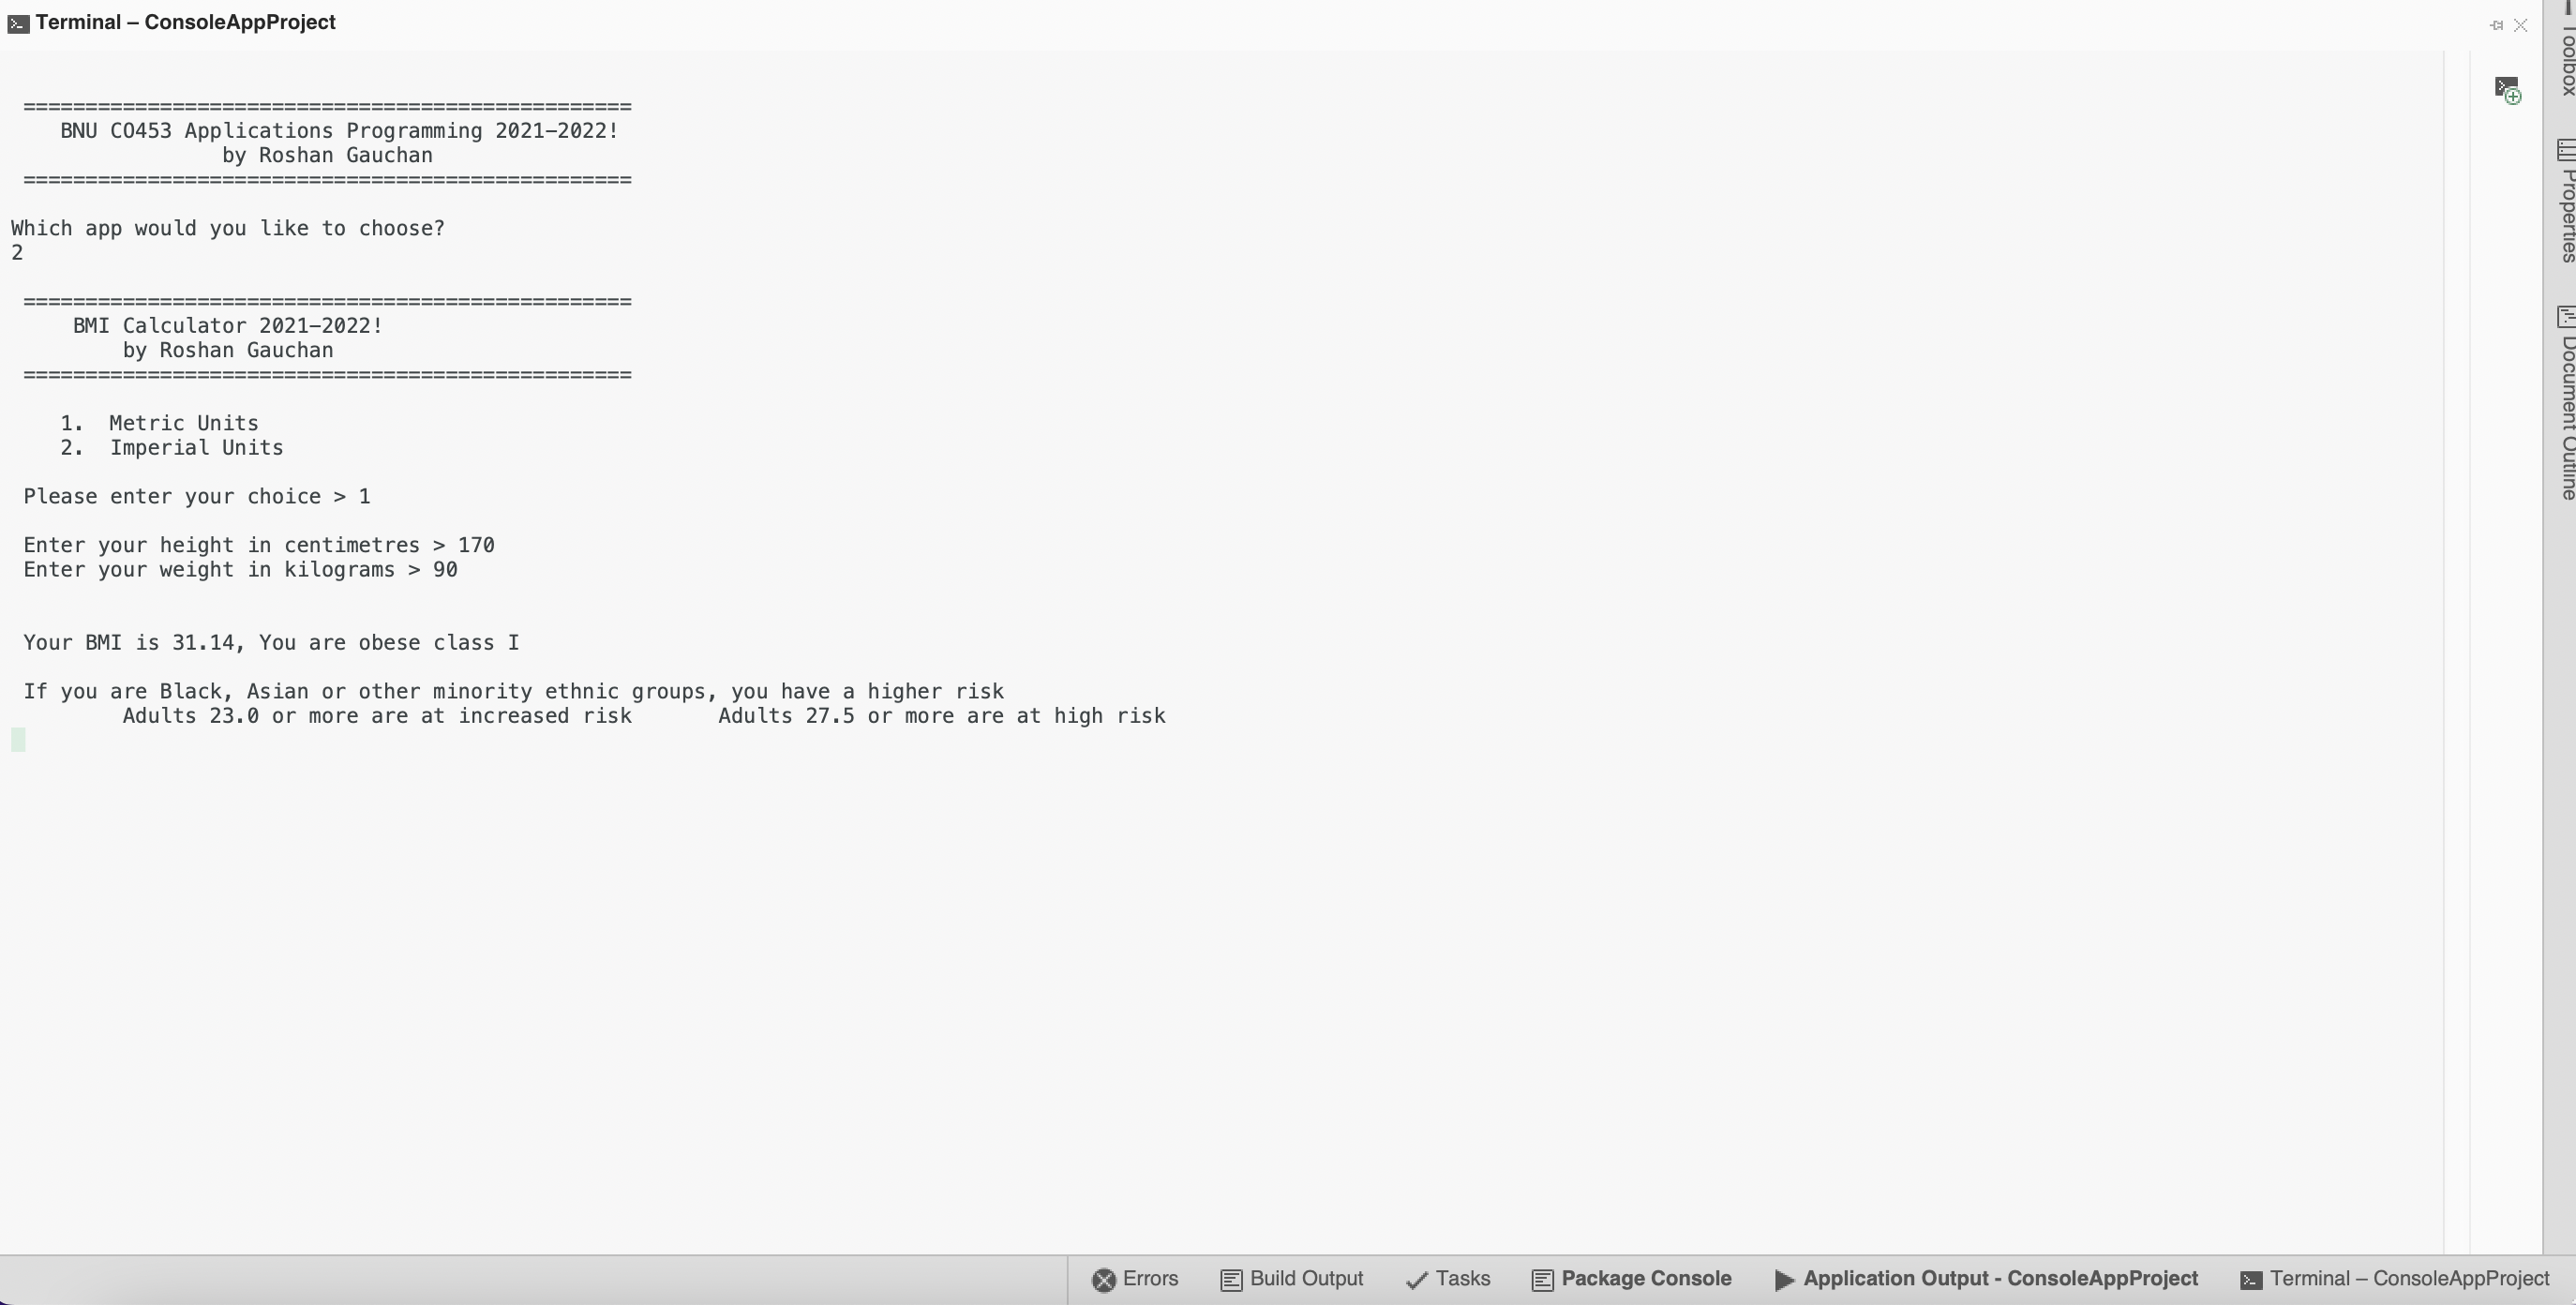 Terminal – ConsoleAppProject
==================================================
BNU CO453 Applications Programming 2021-2022!
by Roshan Gauchan
==================================================
Which app would you like to choose?
2
==================================================
BMI Calculator 2021-2022!
by Roshan Gauchan
==================================================
1. Metric Units
2. Imperial Units
Please enter your choice > 1
Enter your height in centimetres > 170
Enter your weight in kilograms > 90
Your BMI is 31.14, You are obese class I
If you are Black, Asian or other minority ethnic groups, you have a higher risk
Adults 23.0 or more are at increased risk Adults 27.5 or more are at high risk
Toolbox
Properties
Document Outline
Errors Build Output Tasks Package Console Application Output - ConsoleAppProject Terminal – ConsoleAppProject